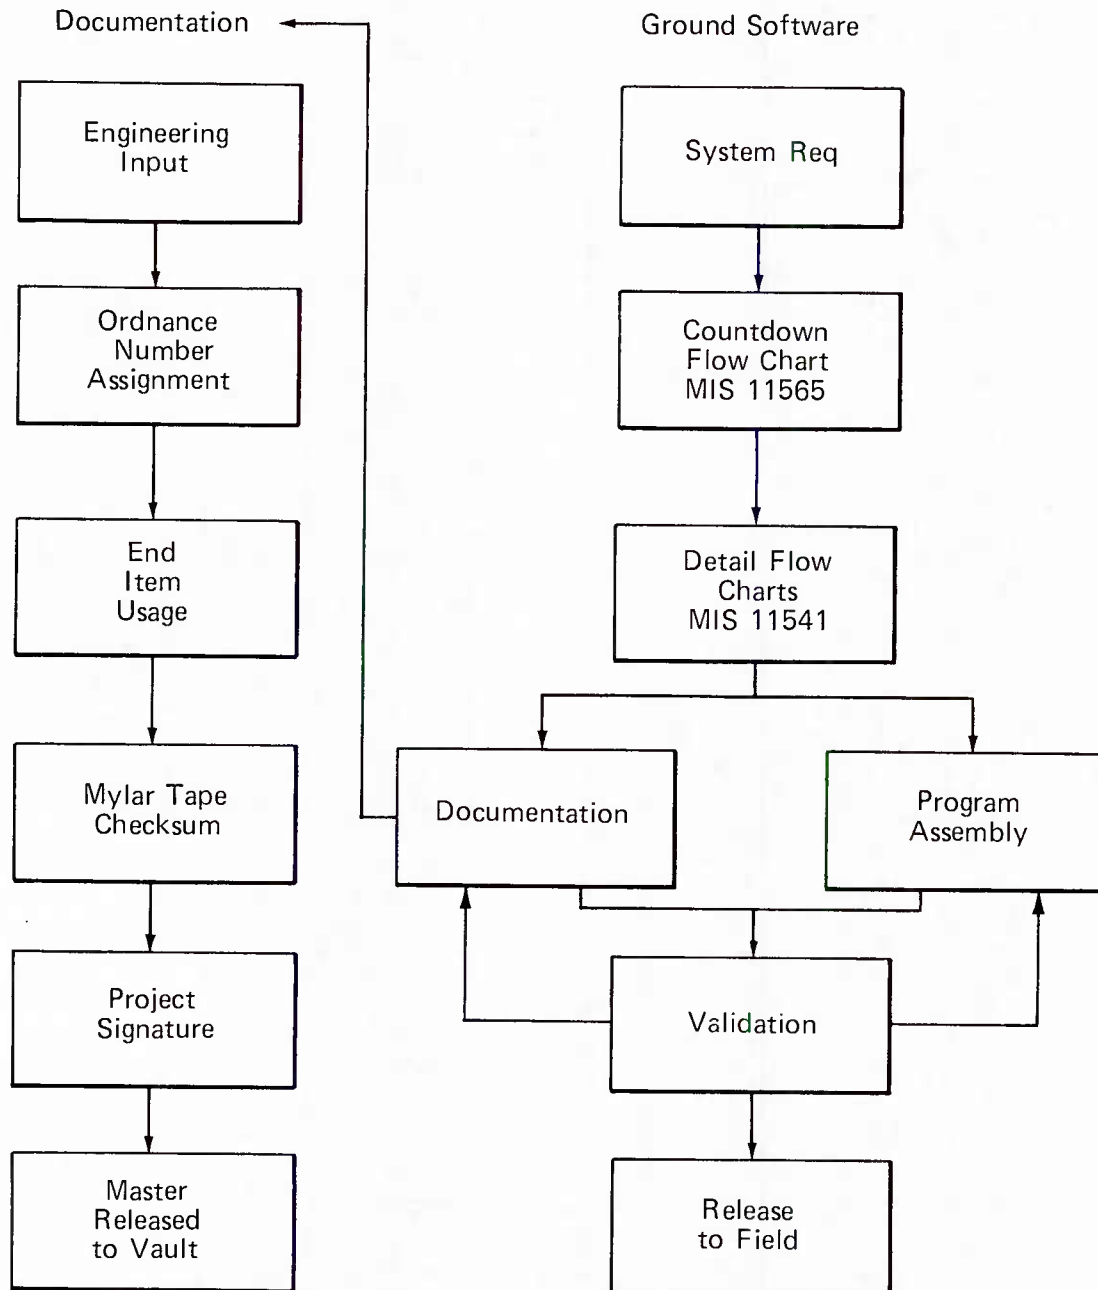 Documentation
Engineering
Input
Ordnance
Number
Assignment
End
Item
Usage
Mylar Tape
Checksum
Project
Signature
Master
Released
to Vault
Ground Software
System Req
Countdown
Flow Chart
MIS 11565
Detail Flow
Charts
MIS 11541
Documentation
Program
Assembly
Validation
Release
to Field